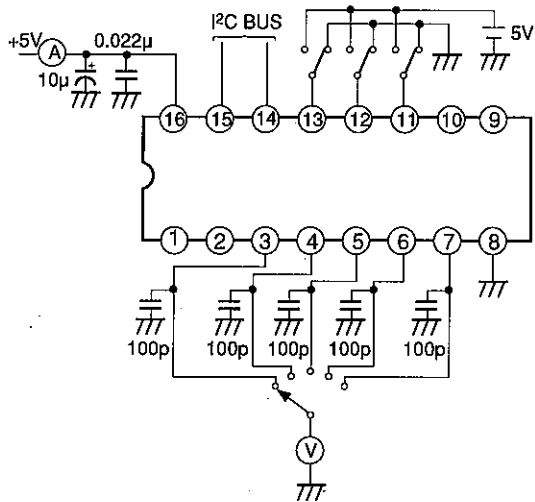 I²C BUS
5V
+5V A 0.022μ
10μ +
16 15 14 13 12 11 10 9
1 2 3 4 5 6 7 8
100p 100p 100p 100p 100p
V